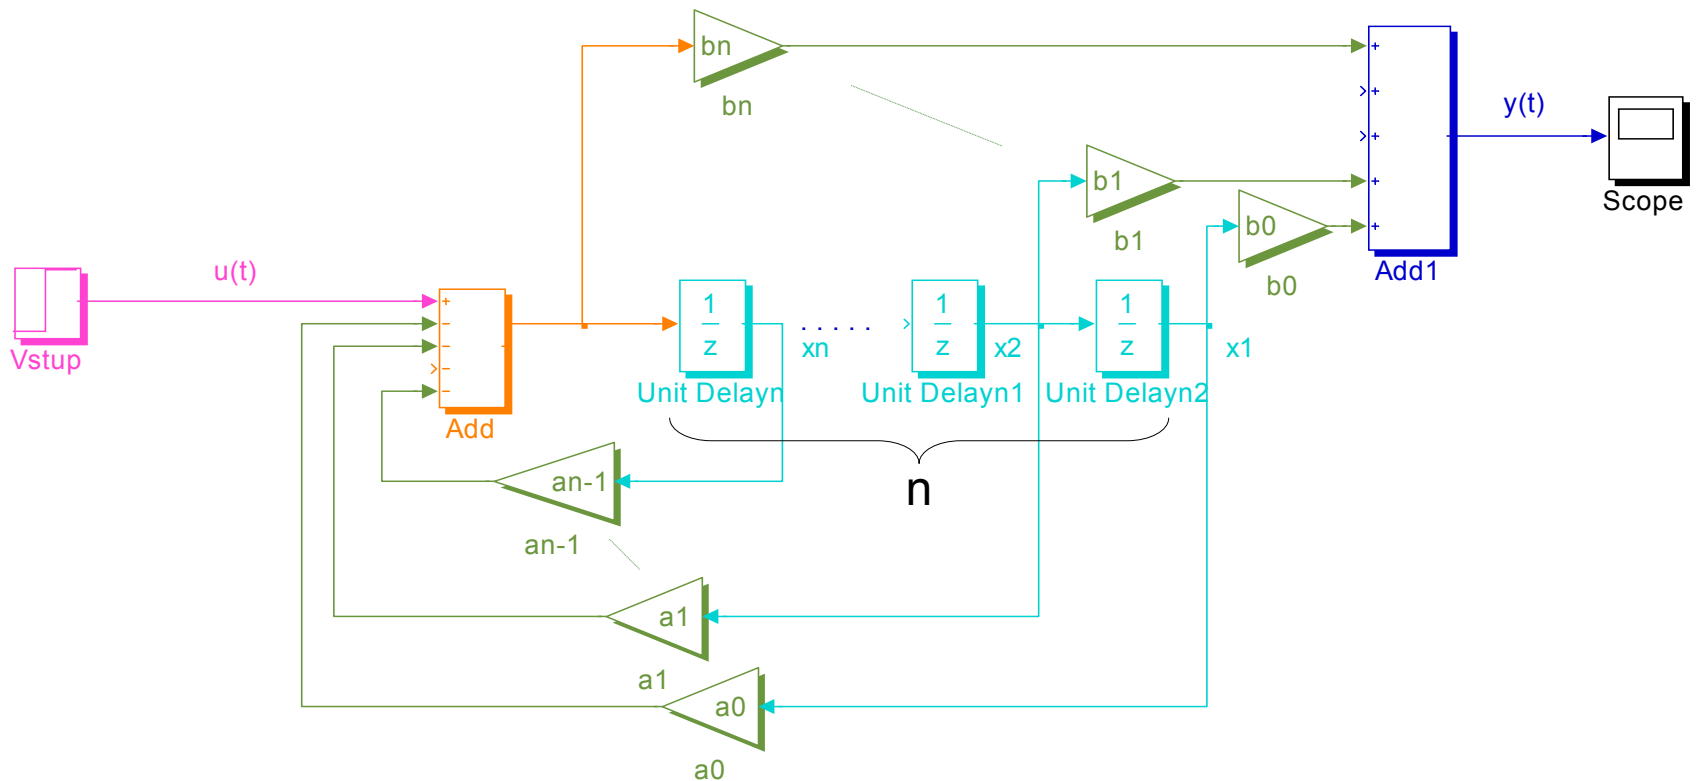 bn
bn
y(t)
Scope
b1
b1
b0
b0
Add1
u(t)
Vstup
Add
1
z
Unit Delayn
xn
.....
1
z
Unit Delayn1
x2
1
z
Unit Delayn2
x1
n
an-1
an-1
a1
a1
a0
a0